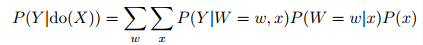 P(Y|do(X)) = ∑_w ∑_x P(Y|W = w, x)P(W = w|x)P(x)